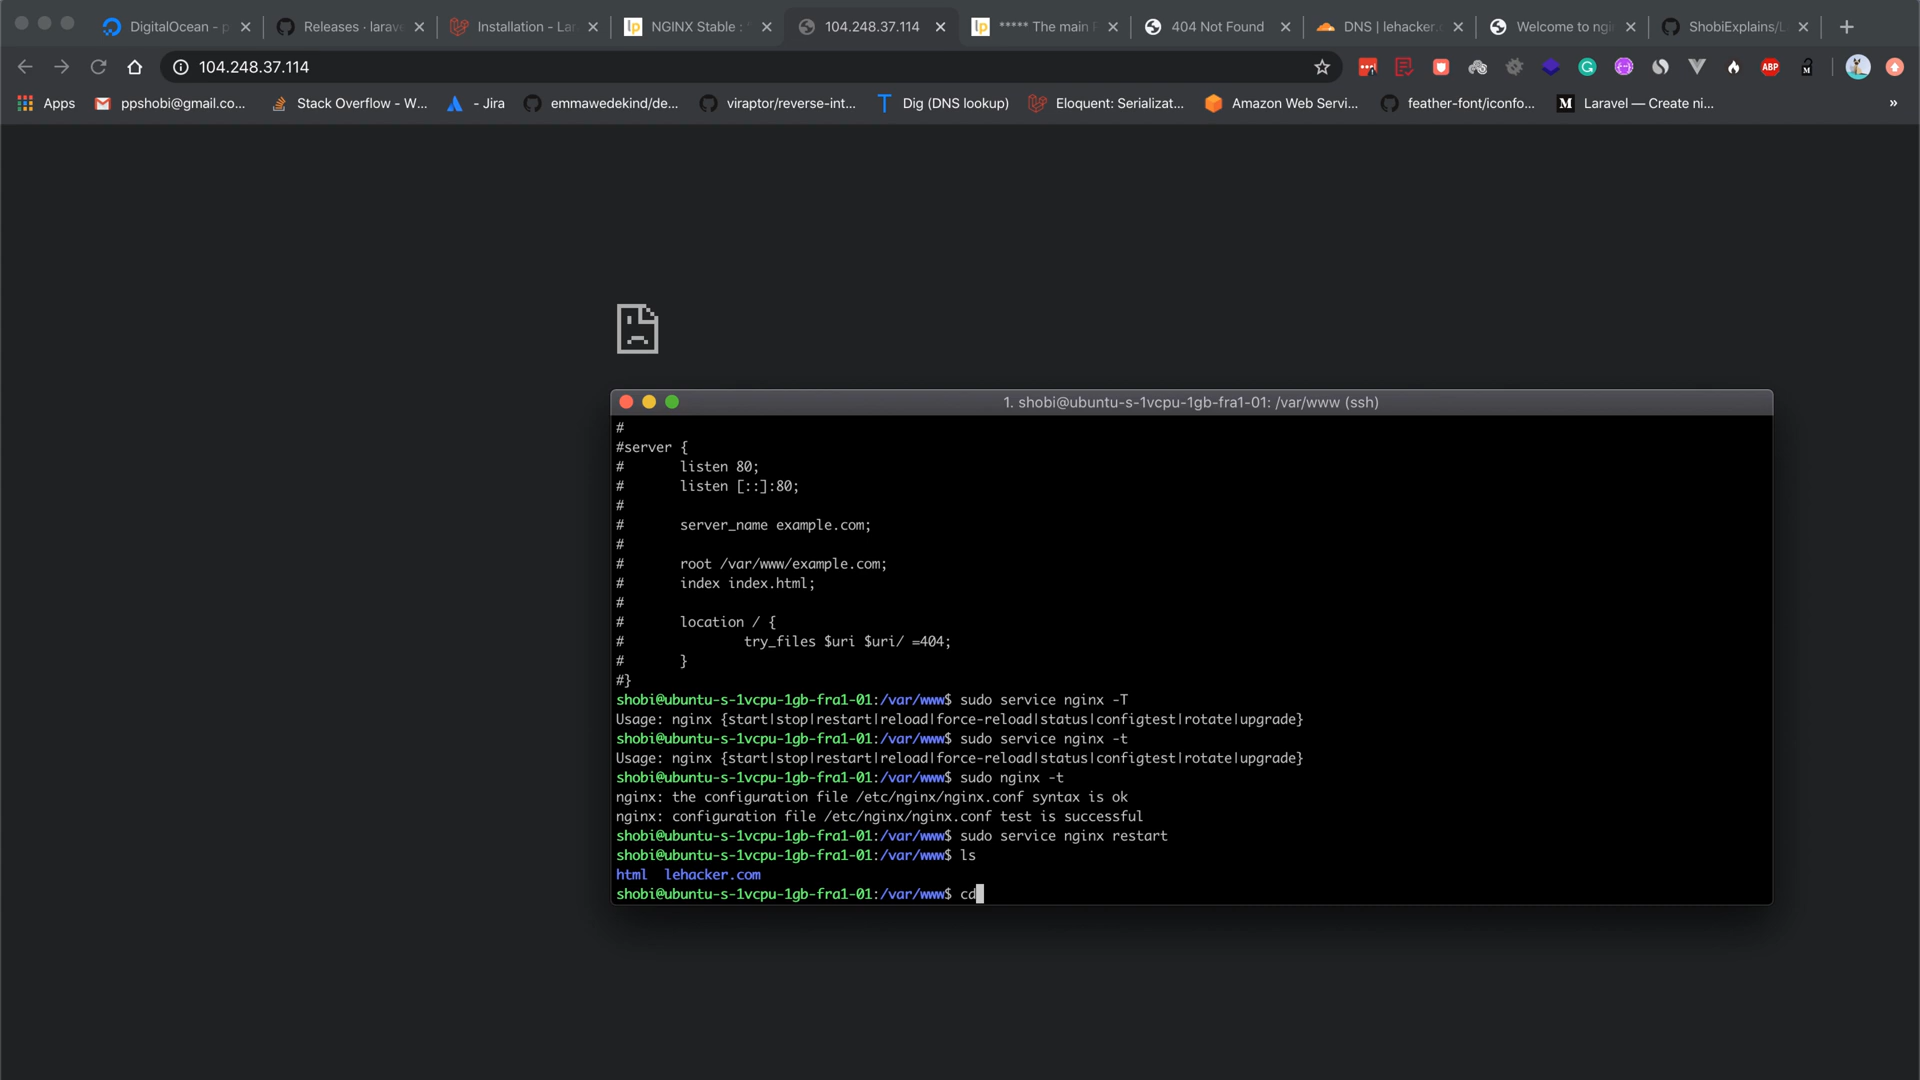 DigitalOcean - p
Releases · larave
Installation - Lar
NGINX Stable : “
104.248.37.114
***** The main P
404 Not Found
DNS | lehacker.c
Welcome to ngin
ShobiExplains/L
104.248.37.114
ABP
M
Apps
ppshobi@gmail.co...
Stack Overflow - W...
- Jira
emmawedekind/de...
viraptor/reverse-int...
Dig (DNS lookup)
Eloquent: Serializat...
Amazon Web Servi...
feather-font/iconfo...
Laravel — Create ni...
»
1. shobi@ubuntu-s-1vcpu-1gb-fra1-01: /var/www (ssh)
#
#server {
#       listen 80;
#       listen [::]:80;
#
#       server_name example.com;
#
#       root /var/www/example.com;
#       index index.html;
#
#       location / {
#               try_files $uri $uri/ =404;
#       }
#}
shobi@ubuntu-s-1vcpu-1gb-fra1-01:/var/www$ sudo service nginx -T
Usage: nginx {start|stop|restart|reload|force-reload|status|configtest|rotate|upgrade}
shobi@ubuntu-s-1vcpu-1gb-fra1-01:/var/www$ sudo service nginx -t
Usage: nginx {start|stop|restart|reload|force-reload|status|configtest|rotate|upgrade}
shobi@ubuntu-s-1vcpu-1gb-fra1-01:/var/www$ sudo nginx -t
nginx: the configuration file /etc/nginx/nginx.conf syntax is ok
nginx: configuration file /etc/nginx/nginx.conf test is successful
shobi@ubuntu-s-1vcpu-1gb-fra1-01:/var/www$ sudo service nginx restart
shobi@ubuntu-s-1vcpu-1gb-fra1-01:/var/www$ ls
html  lehacker.com
shobi@ubuntu-s-1vcpu-1gb-fra1-01:/var/www$ cd